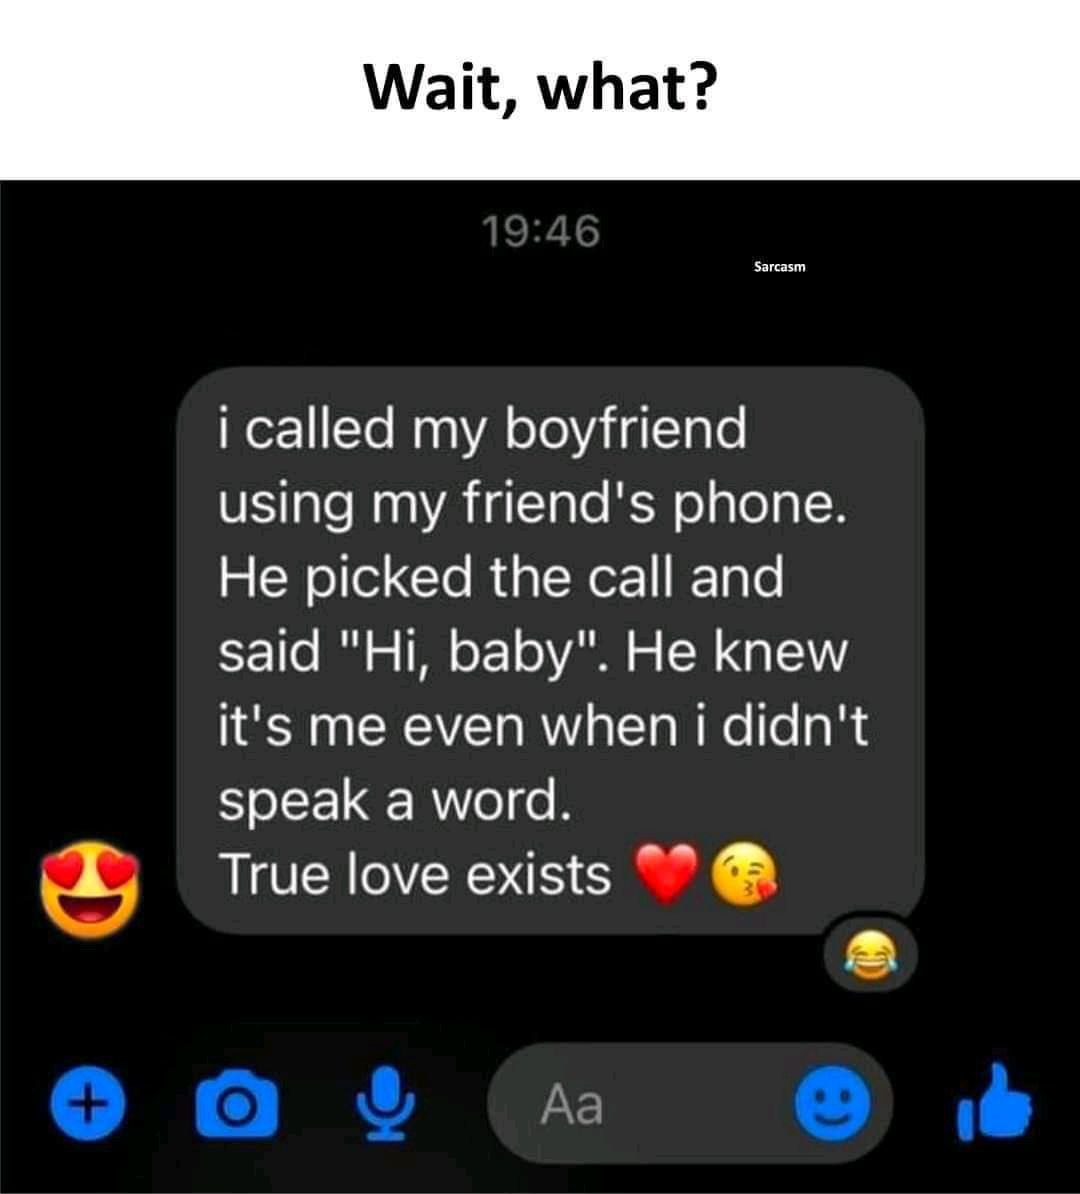 Wait, what?
19:46
Sarcasm
i called my boyfriend
using my friend's phone.
He picked the call and
said "Hi, baby". He knew
it's me even when i didn't
speak a word.
True love exists ❤️😘
Aa